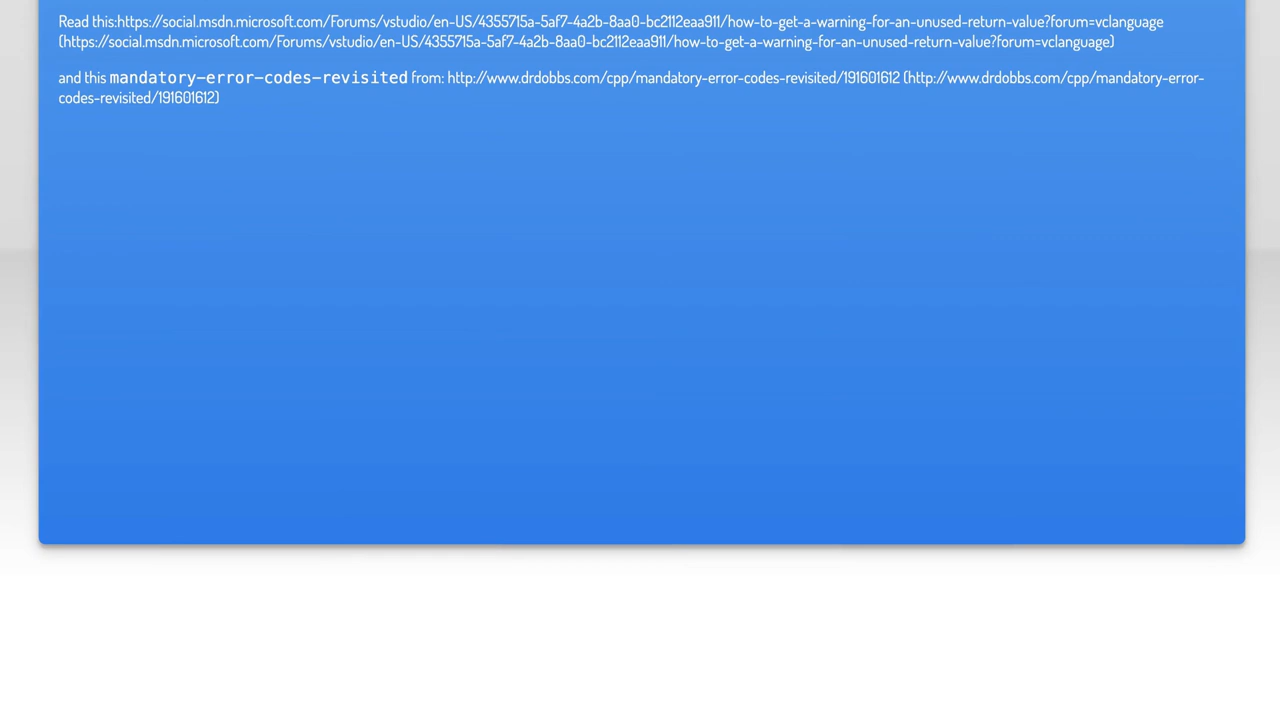 Read this:https://social.msdn.microsoft.com/Forums/vstudio/en-US/4355715a-5af7-4a2b-8aa0-bc2112eaa911/how-to-get-a-warning-for-an-unused-return-value?forum=vclanguage
(https://social.msdn.microsoft.com/Forums/vstudio/en-US/4355715a-5af7-4a2b-8aa0-bc2112eaa911/how-to-get-a-warning-for-an-unused-return-value?forum=vclanguage)
and this mandatory-error-codes-revisited from: http://www.drdobbs.com/cpp/mandatory-error-codes-revisited/191601612 (http://www.drdobbs.com/cpp/mandatory-error-
codes-revisited/191601612)